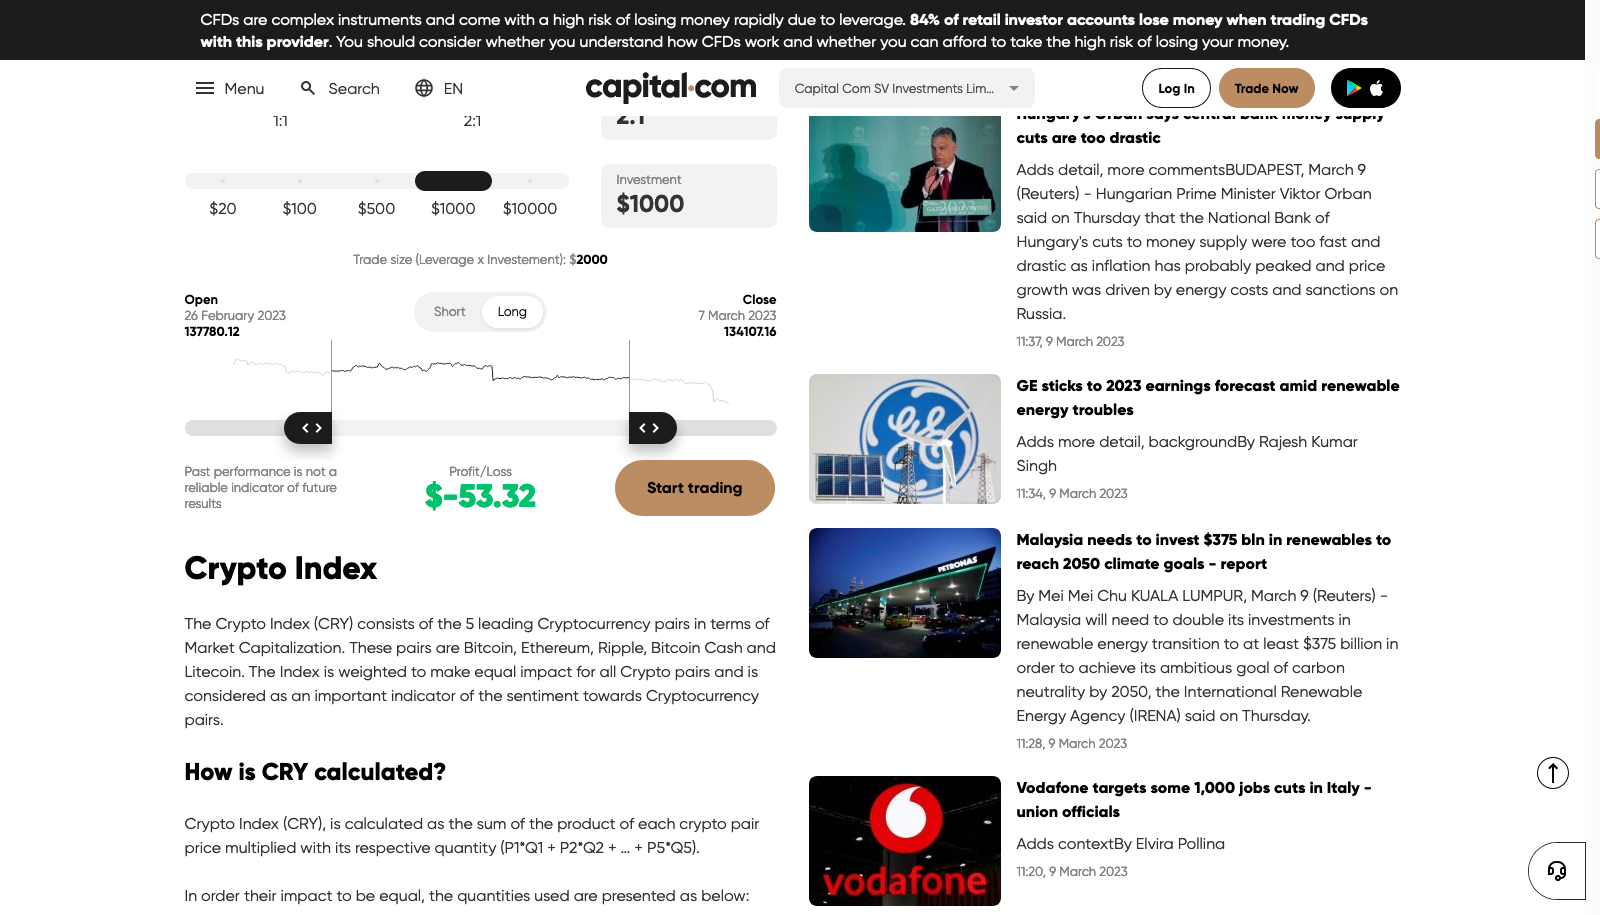 CFDs are complex instruments and come with a high risk of losing money rapidly due to leverage. 84% of retail investor accounts lose money when trading CFDs
with this provider. You should consider whether you understand how CFDs work and whether you can afford to take the high risk of losing your money.
Menu
Search
EN
capital.com
Capital Com SV Investments Lim...
Log In
Trade Now
1:1
2:1
2:1
$20
$100
$500
$1000
$10000
Investment
$1000
Trade size (Leverage x Investement): $2000
Open
26 February 2023
137780.12
Short
Long
Close
7 March 2023
134107.16
Past performance is not a
reliable indicator of future
results
Profit/Loss
$-53.32
Start trading
Crypto Index
The Crypto Index (CRY) consists of the 5 leading Cryptocurrency pairs in terms of
Market Capitalization. These pairs are Bitcoin, Ethereum, Ripple, Bitcoin Cash and
Litecoin. The Index is weighted to make equal impact for all Crypto pairs and is
considered as an important indicator of the sentiment towards Cryptocurrency
pairs.
How is CRY calculated?
Crypto Index (CRY), is calculated as the sum of the product of each crypto pair
price multiplied with its respective quantity (P1*Q1 + P2*Q2 + ... + P5*Q5).
In order their impact to be equal, the quantities used are presented as below:
Hungary's Orban says central bank money supply
cuts are too drastic
Adds detail, more commentsBUDAPEST, March 9
(Reuters) - Hungarian Prime Minister Viktor Orban
said on Thursday that the National Bank of
Hungary's cuts to money supply were too fast and
drastic as inflation has probably peaked and price
growth was driven by energy costs and sanctions on
Russia.
11:37, 9 March 2023
GE sticks to 2023 earnings forecast amid renewable
energy troubles
Adds more detail, backgroundBy Rajesh Kumar
Singh
11:34, 9 March 2023
PETRONAS
Malaysia needs to invest $375 bln in renewables to
reach 2050 climate goals - report
By Mei Mei Chu KUALA LUMPUR, March 9 (Reuters) -
Malaysia will need to double its investments in
renewable energy transition to at least $375 billion in
order to achieve its ambitious goal of carbon
neutrality by 2050, the International Renewable
Energy Agency (IRENA) said on Thursday.
11:28, 9 March 2023
vodafone
Vodafone targets some 1,000 jobs cuts in Italy -
union officials
Adds contextBy Elvira Pollina
11:20, 9 March 2023